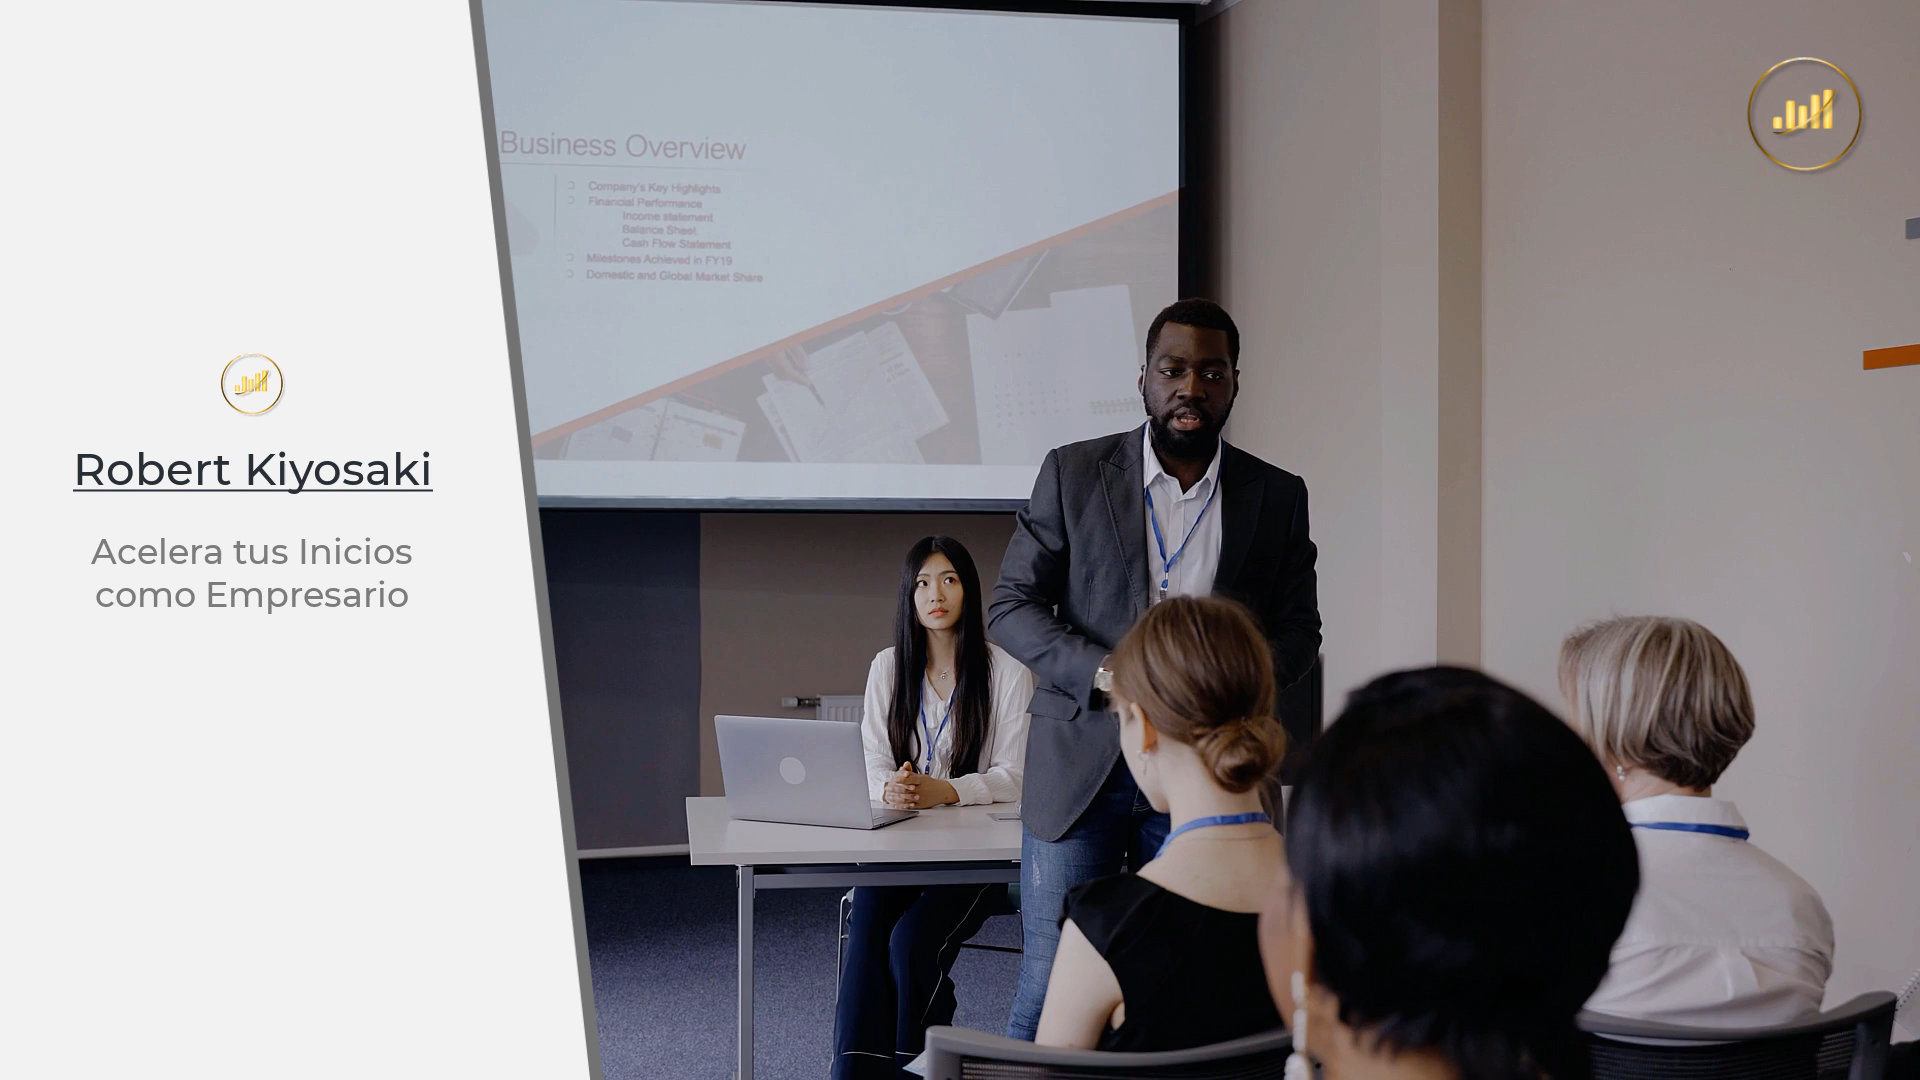 Robert Kiyosaki
Acelera tus Inicios
como Empresario
Business Overview
Company's Key Highlights
Financial Performance
Income statement
Balance Sheet
Cash Flow Statement
Milestones Achieved in FY19
Domestic and Global Market Share